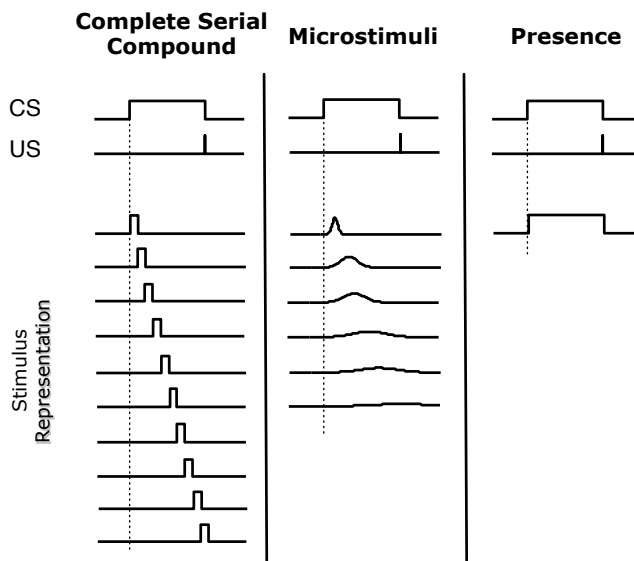 Complete Serial
Compound
Microstimuli
Presence
CS
US
Stimulus
Representation